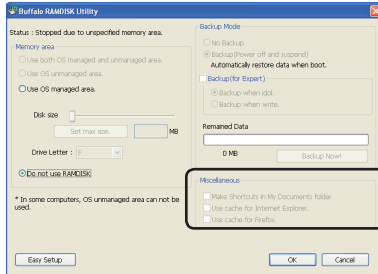 Buffalo RAMDISK Utility
Status : Stopped due to unspecified memory area.
Memory area
Use both OS managed and unmanaged area.
Use OS unmanaged area.
Use OS managed area.
Disk size
Set max size.
MB
Drive Letter : F
Do not use RAMDISK
* In some computers, OS unmanaged area can not be
used.
Easy Setup
Backup Mode
No Backup
Backup(Power off and suspend)
Automatically restore data when boot.
Backup(for Expert)
Backup when idol.
Backup when write.
Remained Data
0 MB
Backup Now!
Miscellaneous
Make Shortcuts in My Documents folder
Use cache for Internet Explorer.
Use cache for Firefox.
OK
Cancel